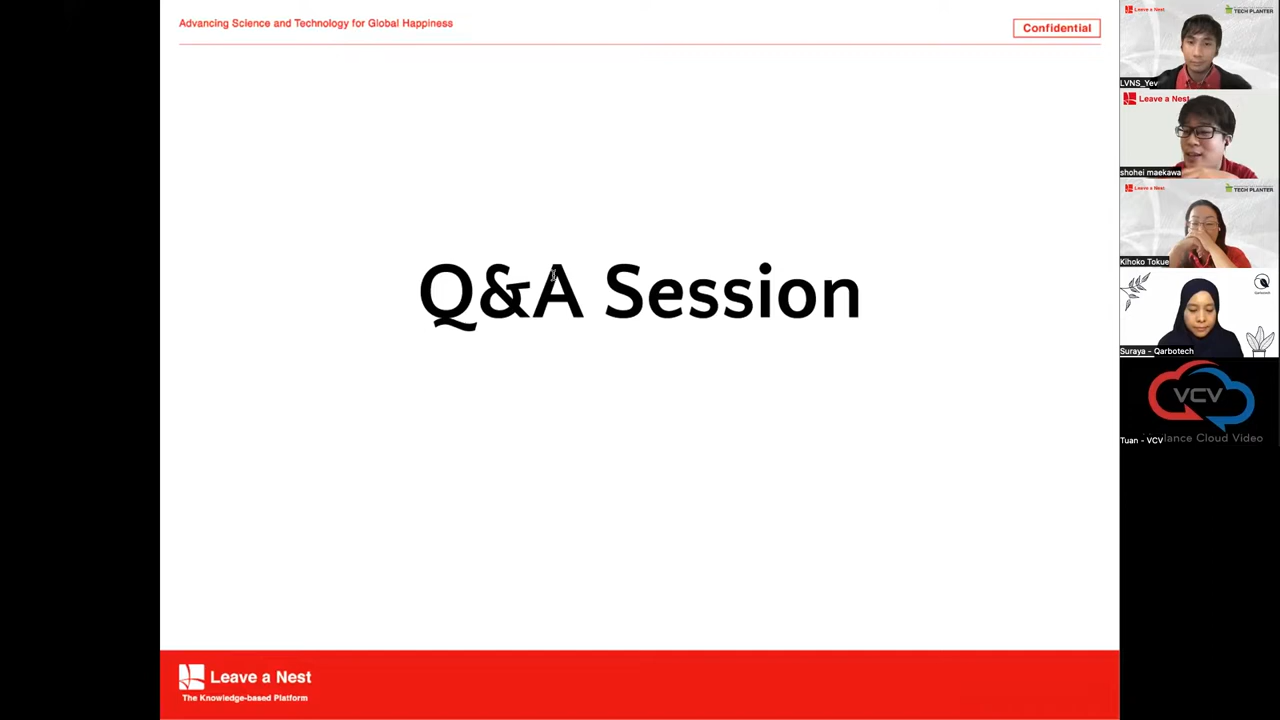 Advancing Science and Technology for Global Happiness
Confidential
Q&A Session
Leave a Nest
The Knowledge-based Platform
Leave a Nest
TECH PLANTER
LVNS_Yev
Leave a Nest
shohei maekawa
Leave a Nest
TECH PLANTER
Kihoko Tokue
Qarbotech
Suraya - Qarbotech
VCV
Tuan - VCV
lance Cloud Video